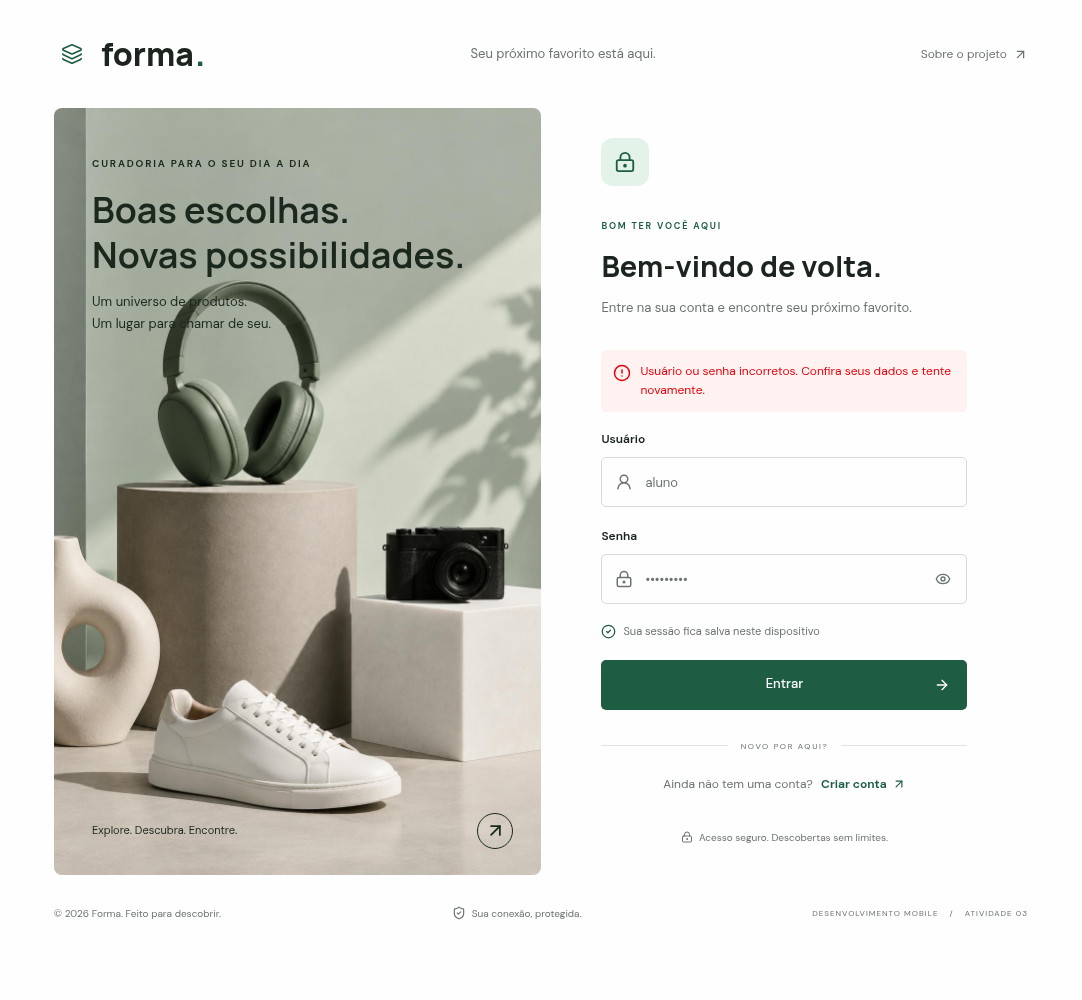 forma.
Seu próximo favorito está aqui.
Sobre o projeto
CURADORIA PARA O SEU DIA A DIA
Boas escolhas.
Novas possibilidades.
Um universo de produtos.
Um lugar para chamar de seu.
Explore. Descubra. Encontre.
BOM TER VOCÊ AQUI
Bem-vindo de volta.
Entre na sua conta e encontre seu próximo favorito.
Usuário ou senha incorretos. Confira seus dados e tente
novamente.
Usuário
aluno
Senha
•••••••••
Sua sessão fica salva neste dispositivo
Entrar
NOVO POR AQUI?
Ainda não tem uma conta? Criar conta
Acesso seguro. Descobertas sem limites.
© 2026 Forma. Feito para descobrir.
Sua conexão, protegida.
DESENVOLVIMENTO MOBILE / ATIVIDADE 03